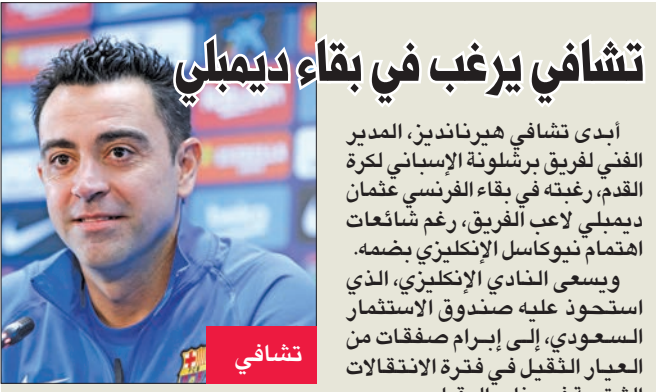 تشافي يرغب في بقاء ديمبلي
أبدى تشافي هيرنانديز، المدير
الفني لفريق برشلونة الإسباني لكرة
القدم، رغبته في بقاء الفرنسي عثمان
ديمبلي لاعب الفريق، رغم شائعات
اهتمام نيوكاسل الإنكليزي بضمه.
ويسعى النادي الإنكليزي، الذي
استحوذ عليه صندوق الاستثمار
السعودي، إلى إبرام صفقات من
العيار الثقيل في فترة الانتقالات
تشافي